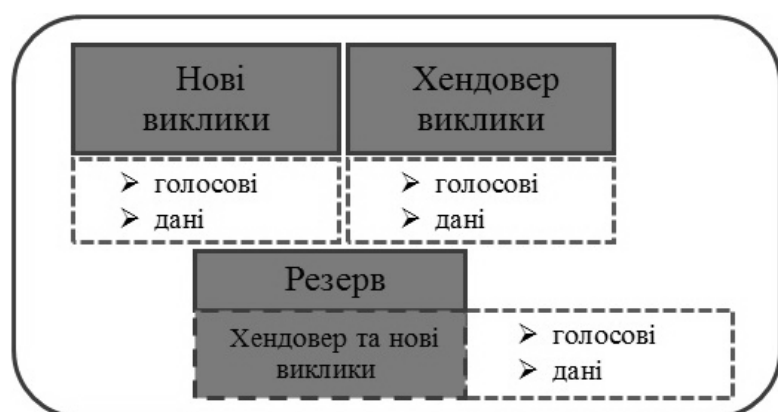 Нові
виклики
Хендовер
виклики
➢ голосові
➢ дані
➢ голосові
➢ дані
Резерв
Хендовер та нові
виклики
➢ голосові
➢ дані